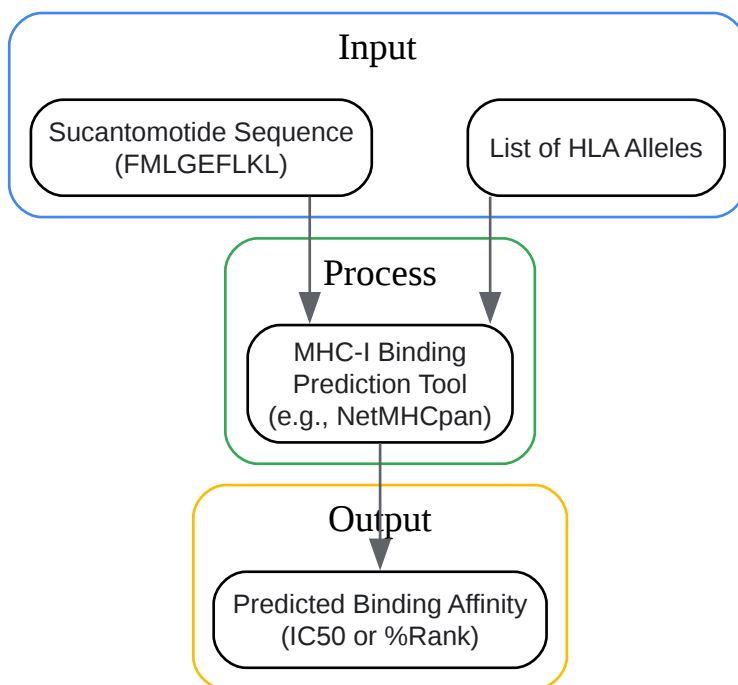 Input
Sucantomotide Sequence
(FMLGEFLKL)
List of HLA Alleles
Process
MHC-I Binding
Prediction Tool
(e.g., NetMHCpan)
Output
Predicted Binding Affinity
(IC50 or %Rank)